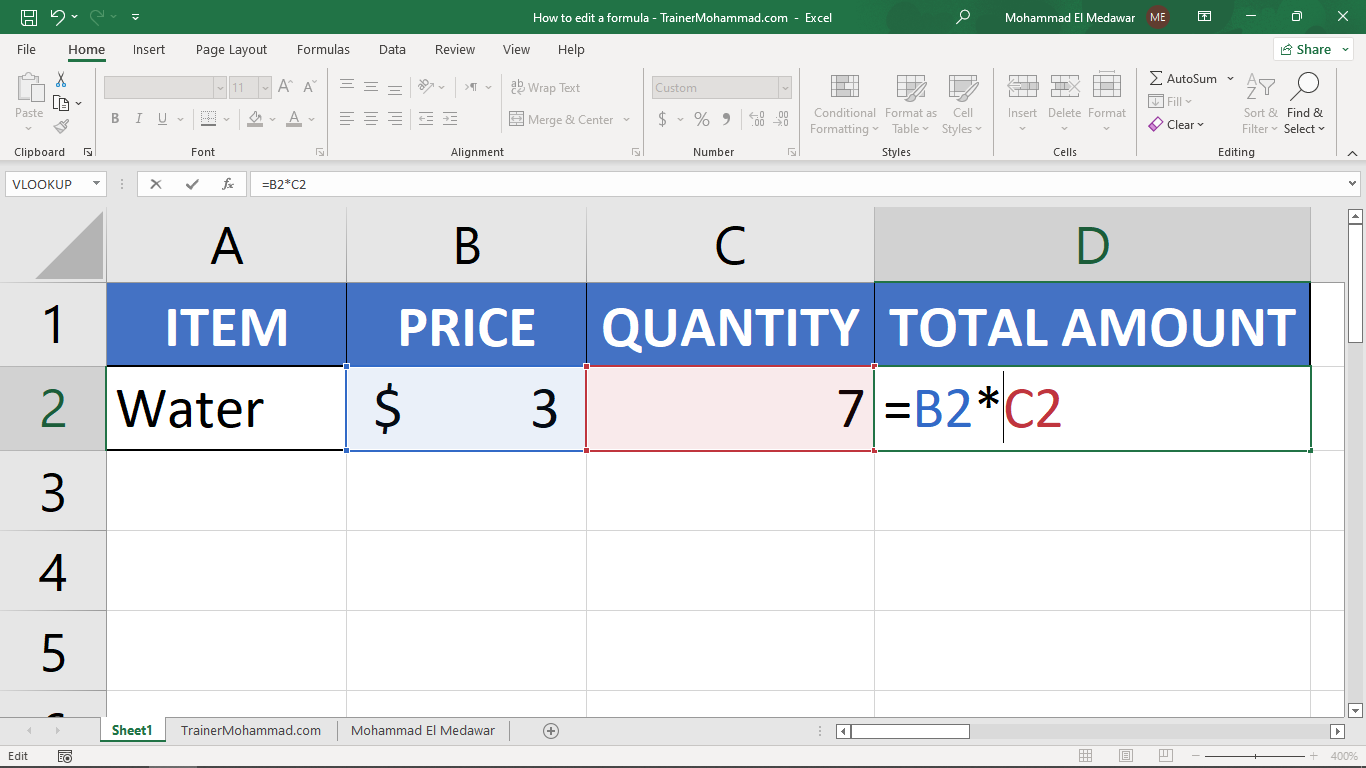 How to edit a formula - TrainerMohammad.com - Excel
Mohammad El Medawar ME
File Home Insert Page Layout Formulas Data Review View Help Share
11 Custom
Paste
B I U
ab Wrap Text
Merge & Center
$ % 9
Conditional Formatting
Format as Table
Cell Styles
Insert Delete Format
AutoSum
Fill
Clear
Sort & Filter
Find & Select
Clipboard Font Alignment Number Styles Cells Editing
VLOOKUP fx =B2*C2
A B C D
1 ITEM PRICE QUANTITY TOTAL AMOUNT
2 Water $ 3 7 =B2*C2
3
4
5
Sheet1 TrainerMohammad.com Mohammad El Medawar
Edit 400%